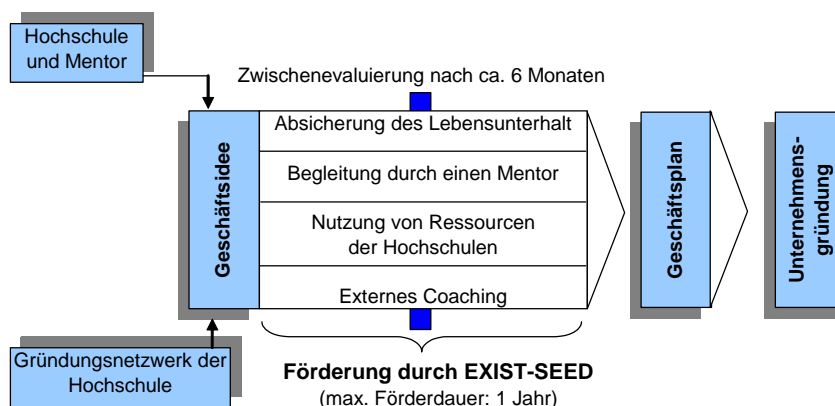 Hochschule
und Mentor
Zwischenevaluierung nach ca. 6 Monaten
Geschäftsidee
Absicherung des Lebensunterhalt
Begleitung durch einen Mentor
Nutzung von Ressourcen
der Hochschulen
Externes Coaching
Geschäftsplan
Unternehmens-
gründung
Gründungsnetzwerk der
Hochschule
Förderung durch EXIST-SEED
(max. Förderdauer: 1 Jahr)